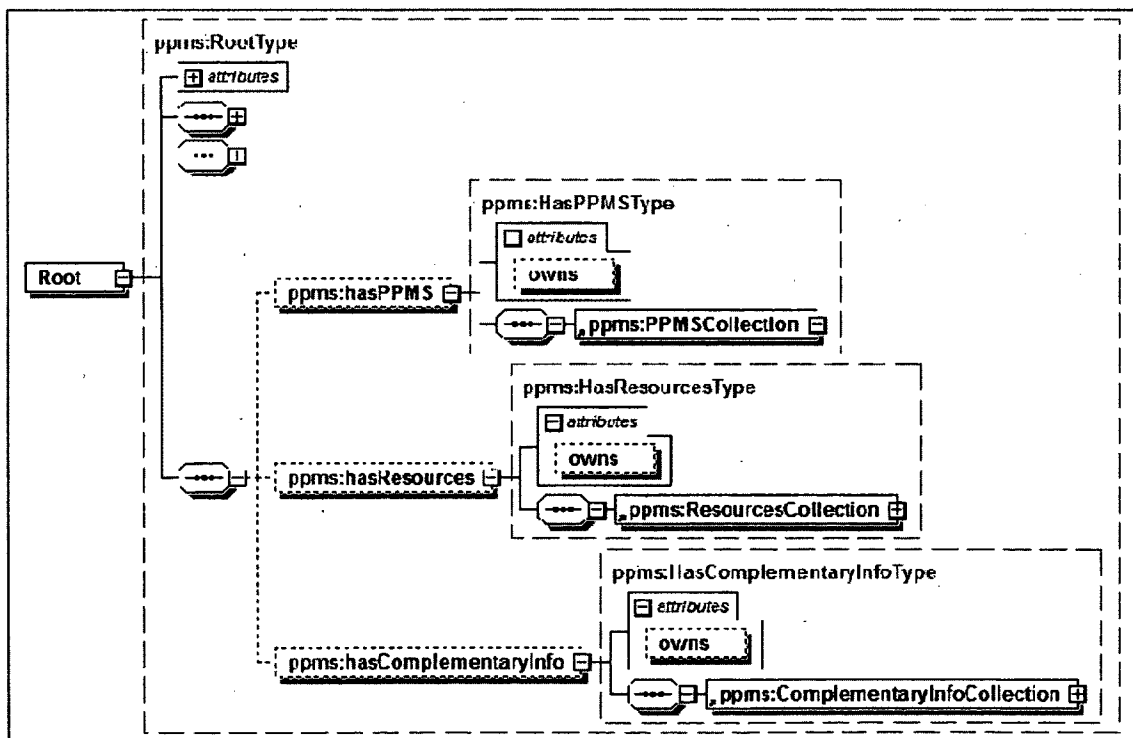 ppms:RootType
attributes
ppms:HasPPMSType
attributes
owns
Root
ppms:hasPPMS
ppms:PPMSCollection
ppms:HasResourcesType
attributes
owns
ppms:hasResources
ppms:ResourcesCollection
ppms:HasComplementaryInfoType
attributes
owns
ppms:hasComplementaryInfo
ppms:ComplementaryInfoCollection